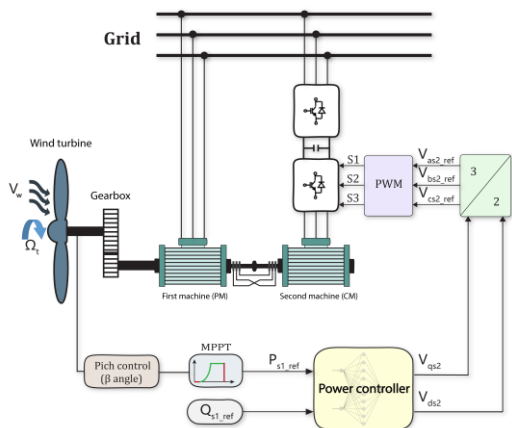 Grid
Wind turbine
V_w
Ω_t
Gearbox
S1
S2
S3
PWM
V_as2_ref
V_bs2_ref
V_cs2_ref
3
2
First machine (PM)
Second machine (CM)
Pich control
(β angle)
MPPT
P_s1_ref
Q_s1_ref
Power controller
V_qs2
V_ds2